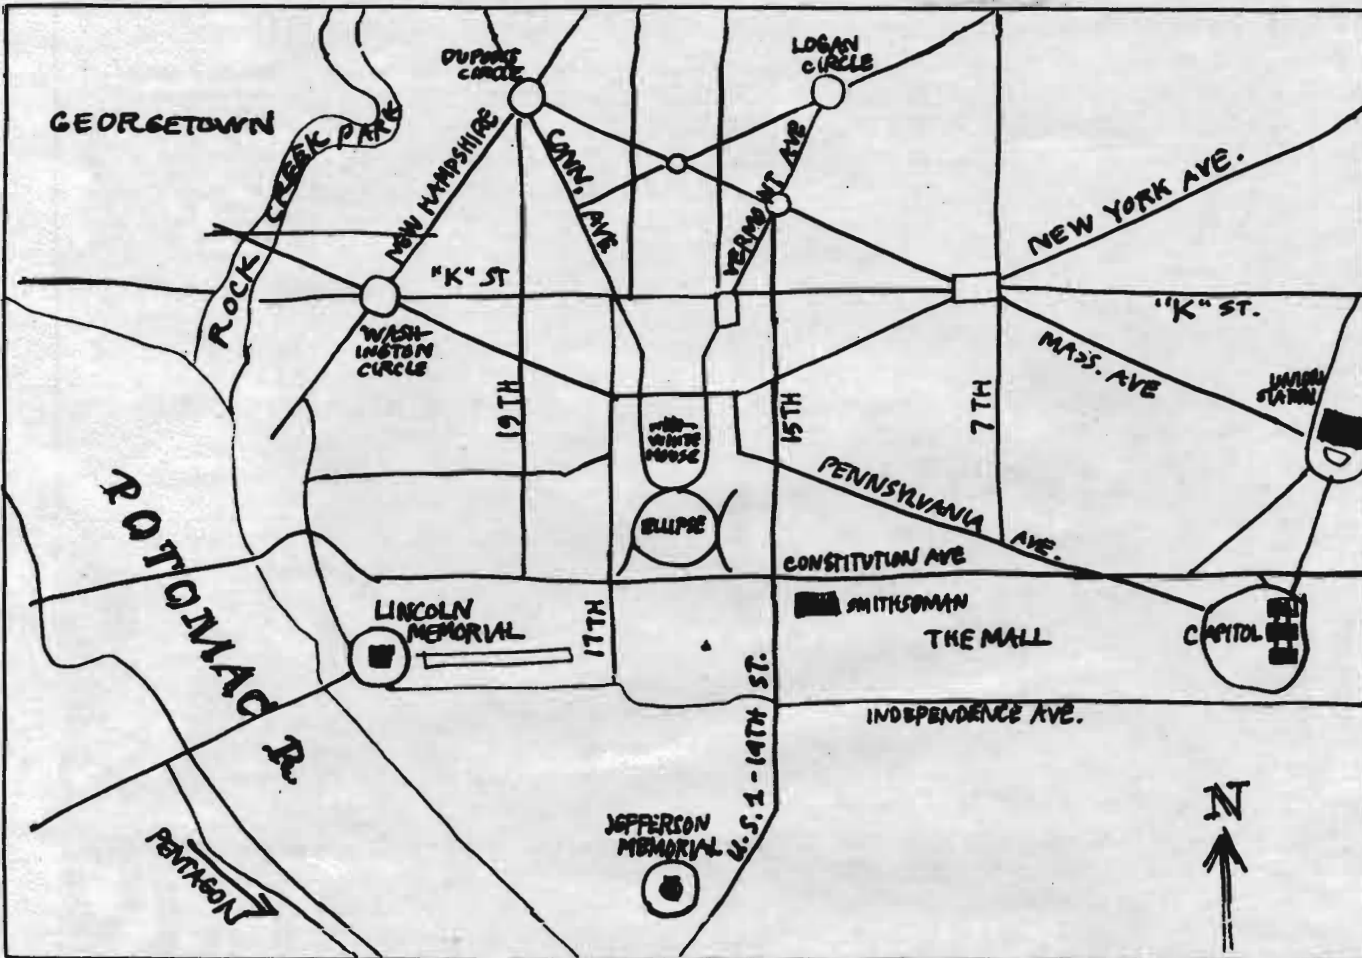 DUPONT
CIRCLE
LOGAN
CIRCLE
GEORGETOWN
ROCK CREEK PARK
NEW HAMPSHIRE
CONN.
AVE
VERMONT AVE
NEW YORK AVE.
"K" ST
"K" ST.
WASH-
INGTON
CIRCLE
MASS. AVE
UNION
STATION
19TH
15TH
7TH
WHITE
HOUSE
ELLIPSE
PENNSYLVANIA
AVE.
CONSTITUTION AVE
POTOMAC
R.
LINCOLN
MEMORIAL
17TH
SMITHSONIAN
THE MALL
CAPITOL
INDEPENDENCE AVE.
U.S. 1-14TH ST.
JEFFERSON
MEMORIAL
PENTAGON
N